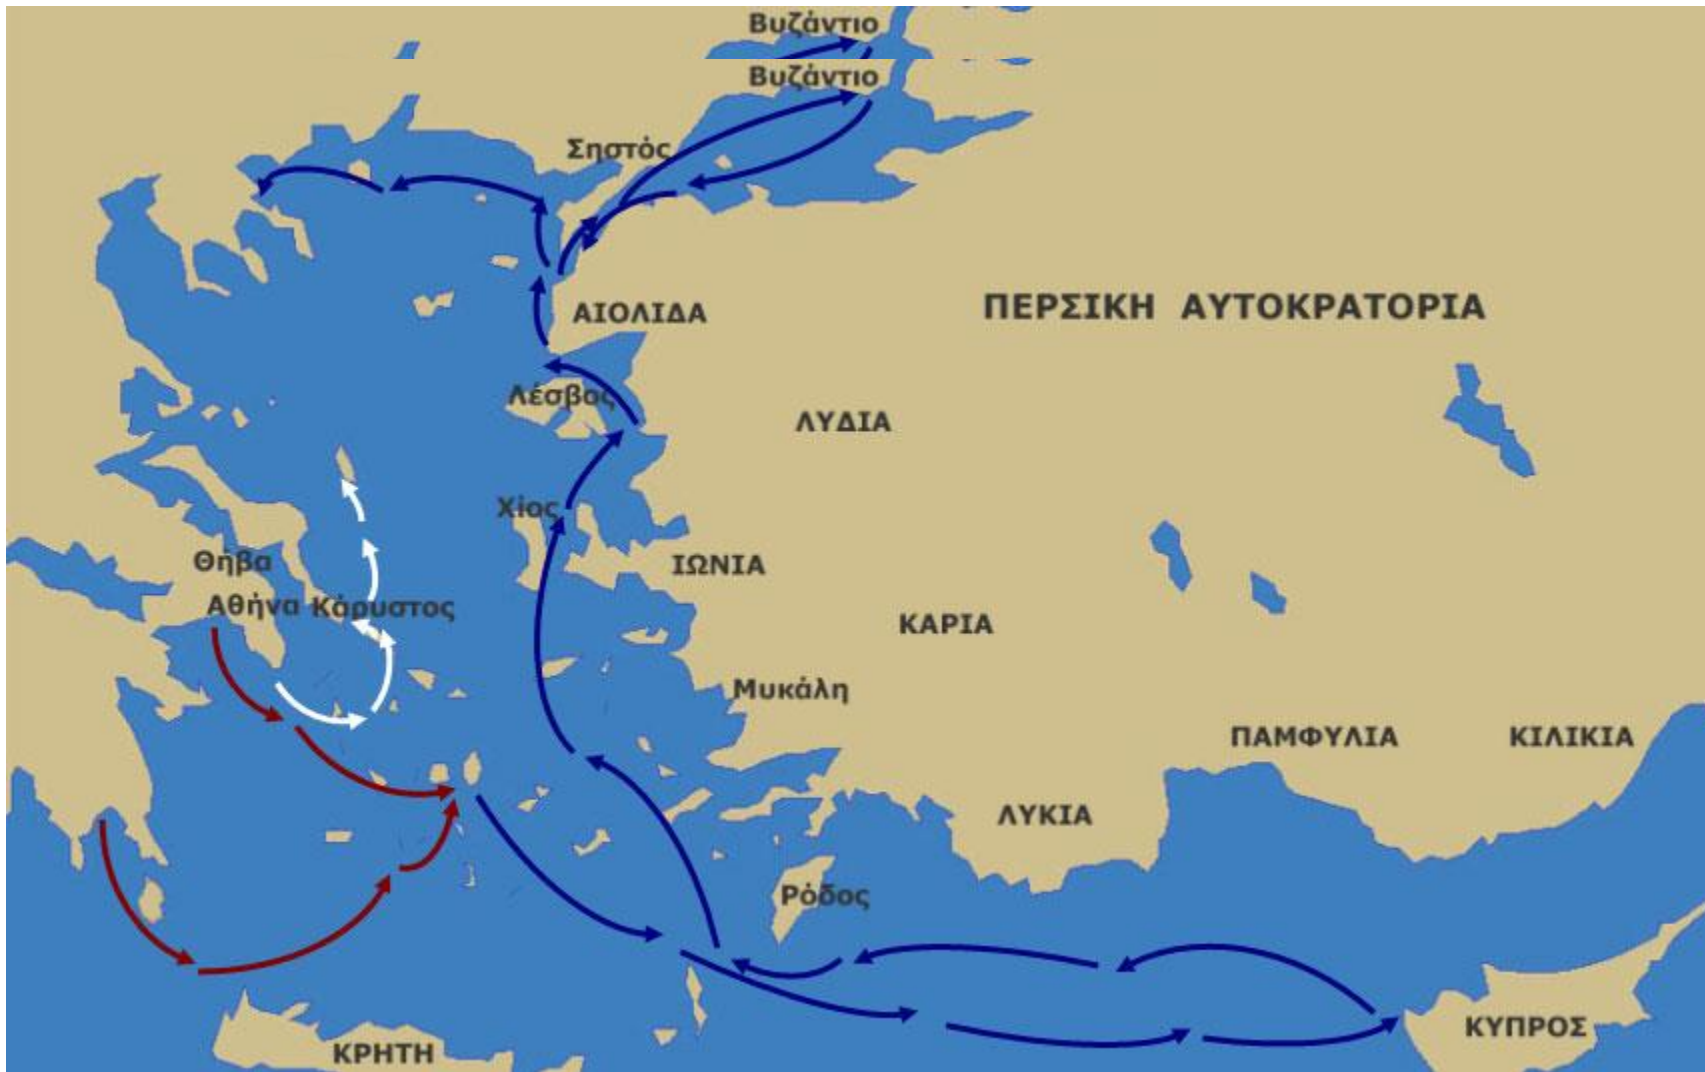 Βυζάντιο
Βυζάντιο
Σηστός
ΠΕΡΣΙΚΗ ΑΥΤΟΚΡΑΤΟΡΙΑ
ΑΙΟΛΙΔΑ
Λέσβος
ΛΥΔΙΑ
Χίος
Θήβα
ΙΩΝΙΑ
Αθήνα Κάρυστος
ΚΑΡΙΑ
Μυκάλη
ΠΑΜΦΥΛΙΑ
ΚΙΛΙΚΙΑ
ΛΥΚΙΑ
Ρόδος
ΚΥΠΡΟΣ
ΚΡΗΤΗ